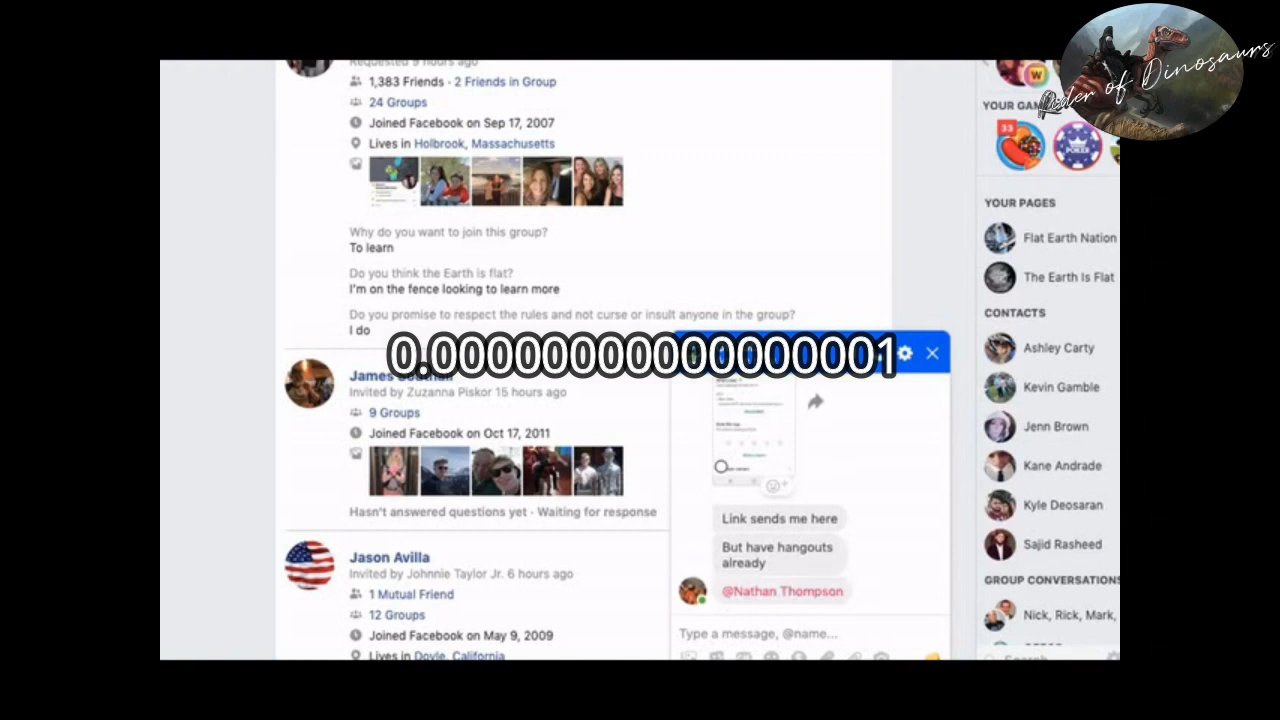 Requested 9 hours ago
1,383 Friends · 2 Friends in Group
24 Groups
Joined Facebook on Sep 17, 2007
Lives in Holbrook, Massachusetts
Why do you want to join this group?
To learn
Do you think the Earth is flat?
I'm on the fence looking to learn more
Do you promise to respect the rules and not curse or insult anyone in the group?
I do
James
Invited by Zuzanna Piskor 15 hours ago
9 Groups
Joined Facebook on Oct 17, 2011
Hasn't answered questions yet · Waiting for response
Jason Avilla
Invited by Johnnie Taylor Jr. 6 hours ago
1 Mutual Friend
12 Groups
Joined Facebook on May 9, 2009
Lives in Doyle, California
Link sends me here
But have hangouts
already
@Nathan Thompson
Type a message, @name...
W
YOUR
33
POKER
YOUR PAGES
Flat Earth Nation
The Earth Is Flat
CONTACTS
Ashley Carty
Kevin Gamble
Jenn Brown
Kane Andrade
Kyle Deosaran
Sajid Rasheed
GROUP CONVERSATIONS
Nick, Rick, Mark,
Search
Rider of Dinosaurs